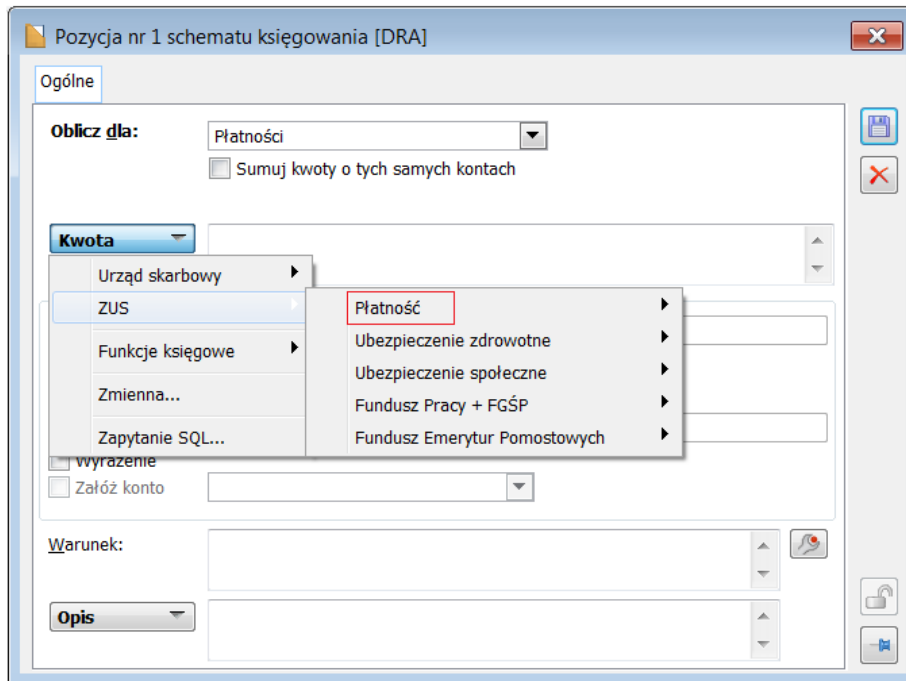 Pozycja nr 1 schematu księgowania [DRA]
Ogólne
Oblicz dla:
Płatności
Sumuj kwoty o tych samych kontach
Kwota
Urząd skarbowy
ZUS
Płatność
Ubezpieczenie zdrowotne
Funkcje księgowe
Ubezpieczenie społeczne
Zmienna...
Fundusz Pracy + FGŚP
Zapytanie SQL...
Fundusz Emerytur Pomostowych
Wyrażenie
Załóż konto
Warunek:
Opis